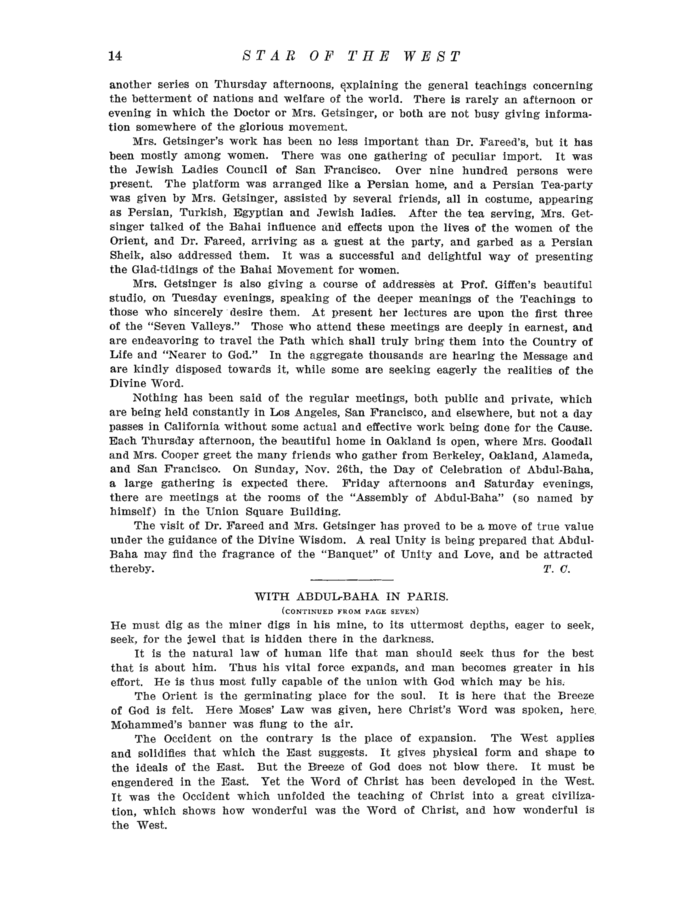 14 STAR OF THE WEST
another series on Thursday afternoons, explaining the general teachings concerning
the betterment of nations and welfare of the world. There is rarely an afternoon or
evening in which the Doctor or Mrs. Getsinger, or both are not busy giving informa-
tion somewhere of the glorious movement.
Mrs. Getsinger's work has been no less important than Dr. Fareed's, but it has
been mostly among women. There was one gathering of peculiar import. It was
the Jewish Ladies Council of San Francisco. Over nine hundred persons were
present. The platform was arranged like a Persian home, and a Persian Tea-party
was given by Mrs. Getsinger, assisted by several friends, all in costume, appearing
as Persian, Turkish, Egyptian and Jewish ladies. After the tea serving, Mrs. Get-
singer talked of the Bahai influence and effects upon the lives of the women of the
Orient, and Dr. Fareed, arriving as a guest at the party, and garbed as a Persian
Sheik, also addressed them. It was a successful and delightful way of presenting
the Glad-tidings of the Bahai Movement for women.
Mrs. Getsinger is also giving a course of addresses at Prof. Giffen's beautiful
studio, on Tuesday evenings, speaking of the deeper meanings of the Teachings to
those who sincerely desire them. At present her lectures are upon the first three
of the "Seven Valleys." Those who attend these meetings are deeply in earnest, and
are endeavoring to travel the Path which shall truly bring them into the Country of
Life and "Nearer to God." In the aggregate thousands are hearing the Message and
are kindly disposed towards it, while some are seeking eagerly the realities of the
Divine Word.
Nothing has been said of the regular meetings, both public and private, which
are being held constantly in Los Angeles, San Francisco, and elsewhere, but not a day
passes in California without some actual and effective work being done for the Cause.
Each Thursday afternoon, the beautiful home in Oakland is open, where Mrs. Goodall
and Mrs. Cooper greet the many friends who gather from Berkeley, Oakland, Alameda,
and San Francisco. On Sunday, Nov. 26th, the Day of Celebration of Abdul-Baha,
a large gathering is expected there. Friday afternoons and Saturday evenings,
there are meetings at the rooms of the "Assembly of Abdul-Baha" (so named by
himself) in the Union Square Building.
The visit of Dr. Fareed and Mrs. Getsinger has proved to be a move of true value
under the guidance of the Divine Wisdom. A real Unity is being prepared that Abdul-
Baha may find the fragrance of the "Banquet" of Unity and Love, and be attracted
thereby. T. C.
WITH ABDUL-BAHA IN PARIS.
(CONTINUED FROM PAGE SEVEN)
He must dig as the miner digs in his mine, to its uttermost depths, eager to seek,
seek, for the jewel that is hidden there in the darkness.
It is the natural law of human life that man should seek thus for the best
that is about him. Thus his vital force expands, and man becomes greater in his
effort. He is thus most fully capable of the union with God which may be his.
The Orient is the germinating place for the soul. It is here that the Breeze
of God is felt. Here Moses' Law was given, here Christ's Word was spoken, here.
Mohammed's banner was flung to the air.
The Occident on the contrary is the place of expansion. The West applies
and solidifies that which the East suggests. It gives physical form and shape to
the ideals of the East. But the Breeze of God does not blow there. It must be
engendered in the East. Yet the Word of Christ has been developed in the West.
It was the Occident which unfolded the teaching of Christ into a great civiliza-
tion, which shows how wonderful was the Word of Christ, and how wonderful is
the West.